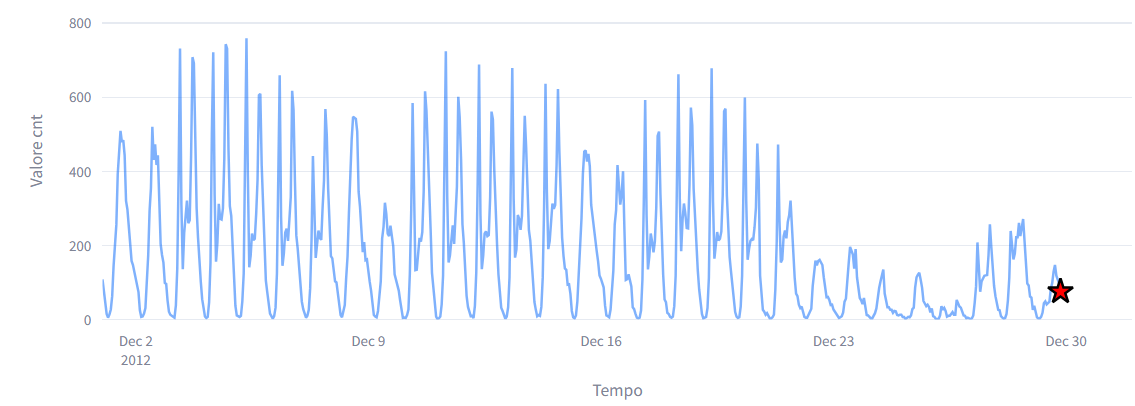 800
600
400
200
0
Valore cnt
Dec 2
2012
Dec 9
Dec 16
Dec 23
Dec 30
Tempo